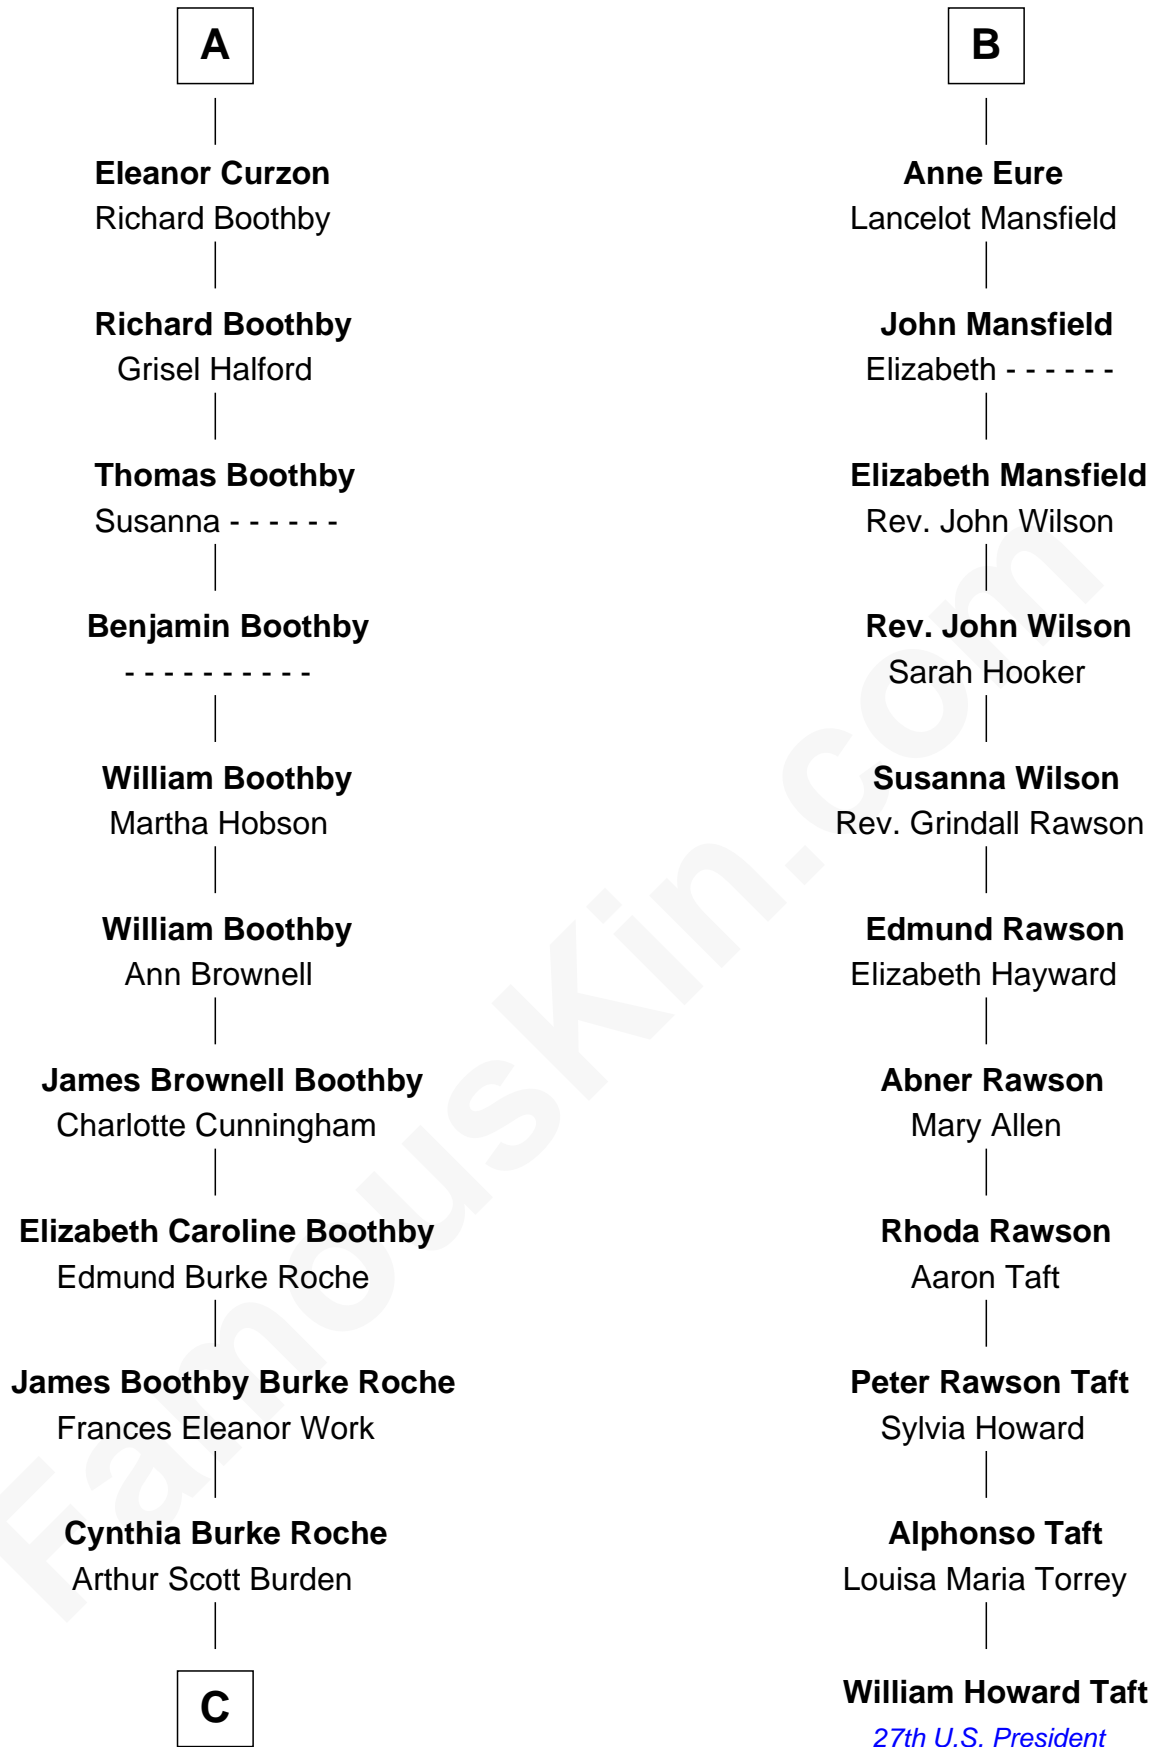 A
Eleanor Curzon
Richard Boothby
Richard Boothby
Grisel Halford
Thomas Boothby
Susanna - - - - - -
Benjamin Boothby
- - - - - - - - - -
William Boothby
Martha Hobson
William Boothby
Ann Brownell
James Brownell Boothby
Charlotte Cunningham
Elizabeth Caroline Boothby
Edmund Burke Roche
James Boothby Burke Roche
Frances Eleanor Work
Cynthia Burke Roche
Arthur Scott Burden
C
B
Anne Eure
Lancelot Mansfield
John Mansfield
Elizabeth - - - - - -
Elizabeth Mansfield
Rev. John Wilson
Rev. John Wilson
Sarah Hooker
Susanna Wilson
Rev. Grindall Rawson
Edmund Rawson
Elizabeth Hayward
Abner Rawson
Mary Allen
Rhoda Rawson
Aaron Taft
Peter Rawson Taft
Sylvia Howard
Alphonso Taft
Louisa Maria Torrey
William Howard Taft
27th U.S. President
FamousKin.com